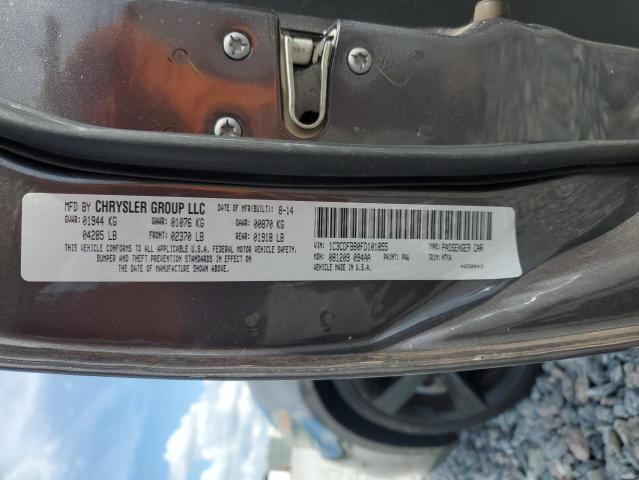 MFD BY CHRYSLER GROUP LLC DATE OF MFR(BUILT): 8-14
GVWR: 01944 KG GAWR: 01076 KG GAWR: 00870 KG
04285 LB FRONT: 02370 LB REAR: 01918 LB
THIS VEHICLE CONFORMS TO ALL APPLICABLE U.S.A. FEDERAL MOTOR VEHICLE SAFETY,
BUMPER AND THEFT PREVENTION STANDARDS IN EFFECT ON
THE DATE OF MANUFACTURE SHOWN ABOVE.
VIN: 1C3CDFBB0FD101855 TYPE: PASSENGER CAR
MDH: 081209 094AA PAINT: PAU TRIM: H7XA
VEHICLE MADE IN U.S.A. 4650043